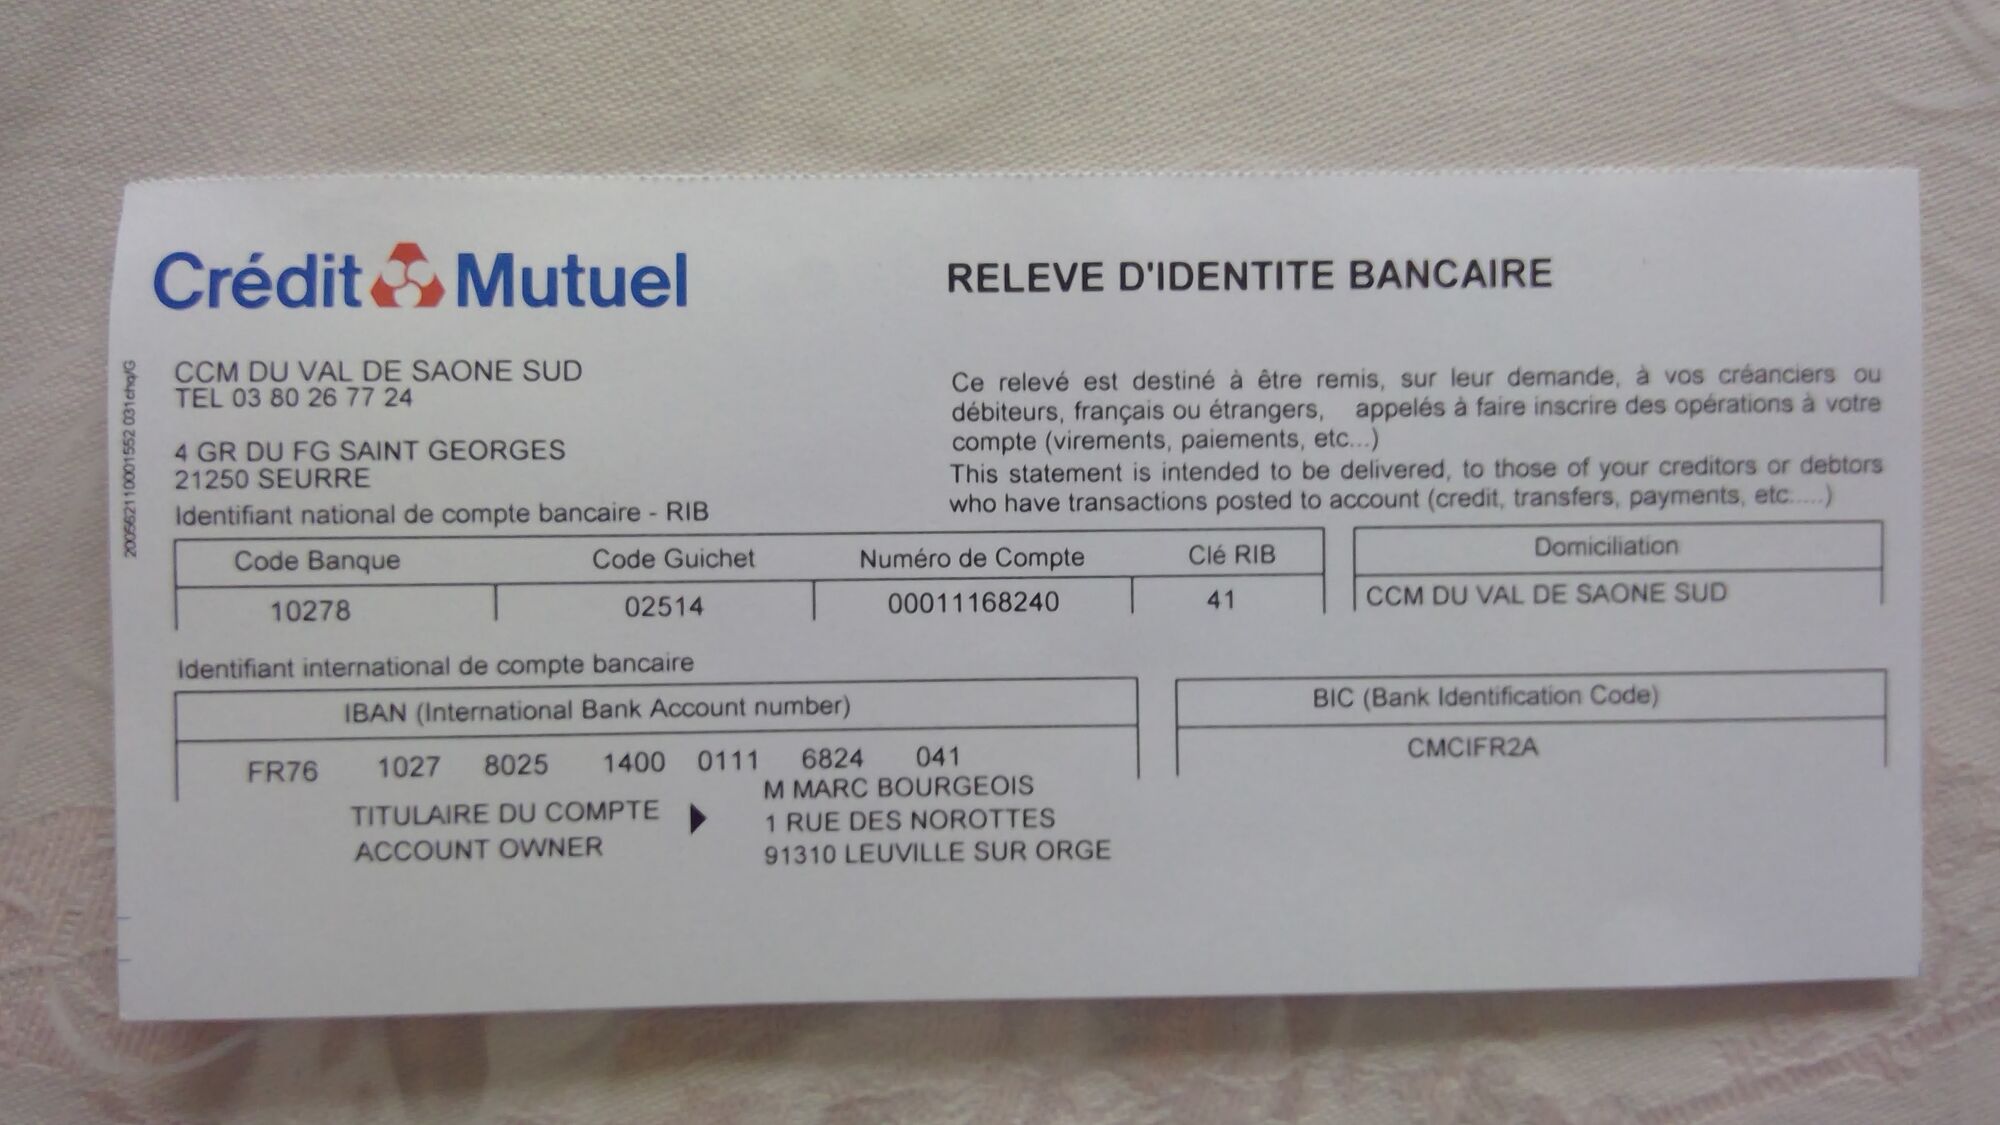 Crédit Mutuel
RELEVE D'IDENTITE BANCAIRE
CCM DU VAL DE SAONE SUD
TEL 03 80 26 77 24
4 GR DU FG SAINT GEORGES
21250 SEURRE
Ce relevé est destiné à être remis, sur leur demande, à vos créanciers ou
débiteurs, français ou étrangers, appelés à faire inscrire des opérations à votre
compte (virements, paiements, etc...)
This statement is intended to be delivered, to those of your creditors or debtors
who have transactions posted to account (credit, transfers, payments, etc.....)
200562110001552 031chq/G
Identifiant national de compte bancaire - RIB
Code Banque Code Guichet Numéro de Compte Clé RIB Domiciliation
10278 02514 00011168240 41 CCM DU VAL DE SAONE SUD
Identifiant international de compte bancaire
IBAN (International Bank Account number) BIC (Bank Identification Code)
FR76 1027 8025 1400 0111 6824 041 CMCIFR2A
TITULAIRE DU COMPTE
ACCOUNT OWNER
M MARC BOURGEOIS
1 RUE DES NOROTTES
91310 LEUVILLE SUR ORGE